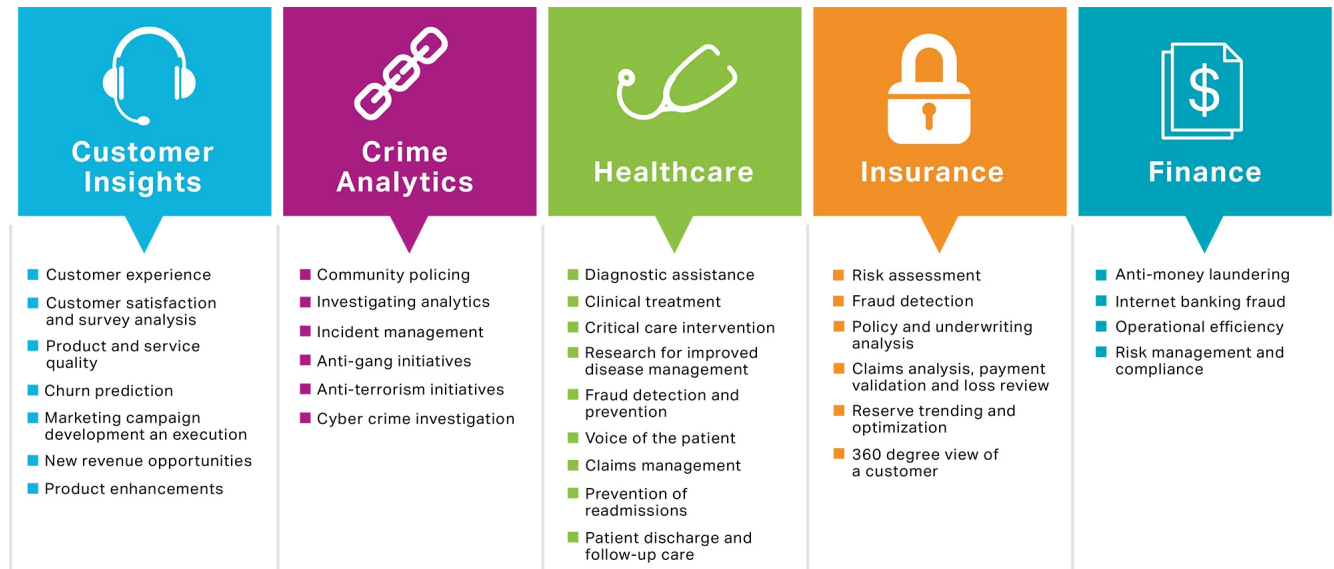 Customer
Insights
Customer experience
Customer satisfaction
and survey analysis
Product and service
quality
Churn prediction
Marketing campaign
development an execution
New revenue opportunities
Product enhancements
Crime
Analytics
Community policing
Investigating analytics
Incident management
Anti-gang initiatives
Anti-terrorism initiatives
Cyber crime investigation
Healthcare
Diagnostic assistance
Clinical treatment
Critical care intervention
Research for improved
disease management
Fraud detection and
prevention
Voice of the patient
Claims management
Prevention of
readmissions
Patient discharge and
follow-up care
Insurance
Risk assessment
Fraud detection
Policy and underwriting
analysis
Claims analysis, payment
validation and loss review
Reserve trending and
optimization
360 degree view of
a customer
$
Finance
Anti-money laundering
Internet banking fraud
Operational efficiency
Risk management and
compliance